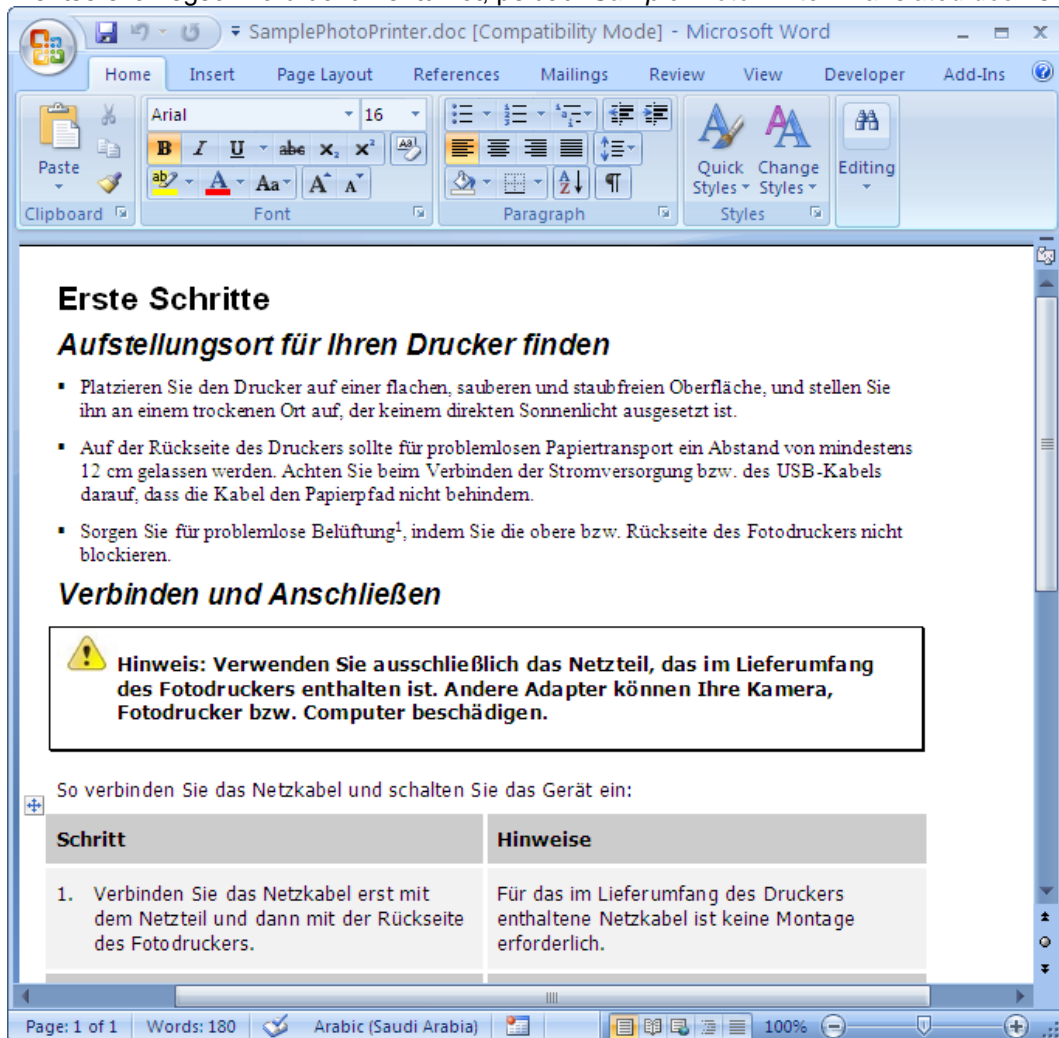 SamplePhotoPrinter.doc [Compatibility Mode] - Microsoft Word
Home Insert Page Layout References Mailings Review View Developer Add-Ins
Arial 16
Paste
Quick Styles Change Styles Editing
Clipboard Font Paragraph Styles
Erste Schritte
Aufstellungsort für Ihren Drucker finden
▪ Platzieren Sie den Drucker auf einer flachen, sauberen und staubfreien Oberfläche, und stellen Sie
ihn an einem trockenen Ort auf, der keinem direkten Sonnenlicht ausgesetzt ist.
▪ Auf der Rückseite des Druckers sollte für problemlosen Papiertransport ein Abstand von mindestens
12 cm gelassen werden. Achten Sie beim Verbinden der Stromversorgung bzw. des USB-Kabels
darauf, dass die Kabel den Papierpfad nicht behindern.
▪ Sorgen Sie für problemlose Belüftung¹, indem Sie die obere bzw. Rückseite des Fotodruckers nicht
blockieren.
Verbinden und Anschließen
Hinweis: Verwenden Sie ausschließlich das Netzteil, das im Lieferumfang
des Fotodruckers enthalten ist. Andere Adapter können Ihre Kamera,
Fotodrucker bzw. Computer beschädigen.
So verbinden Sie das Netzkabel und schalten Sie das Gerät ein:
Schritt Hinweise
1. Verbinden Sie das Netzkabel erst mit
dem Netzteil und dann mit der Rückseite
des Fotodruckers.
Für das im Lieferumfang des Druckers
enthaltene Netzkabel ist keine Montage
erforderlich.
Page: 1 of 1 Words: 180 Arabic (Saudi Arabia) 100%